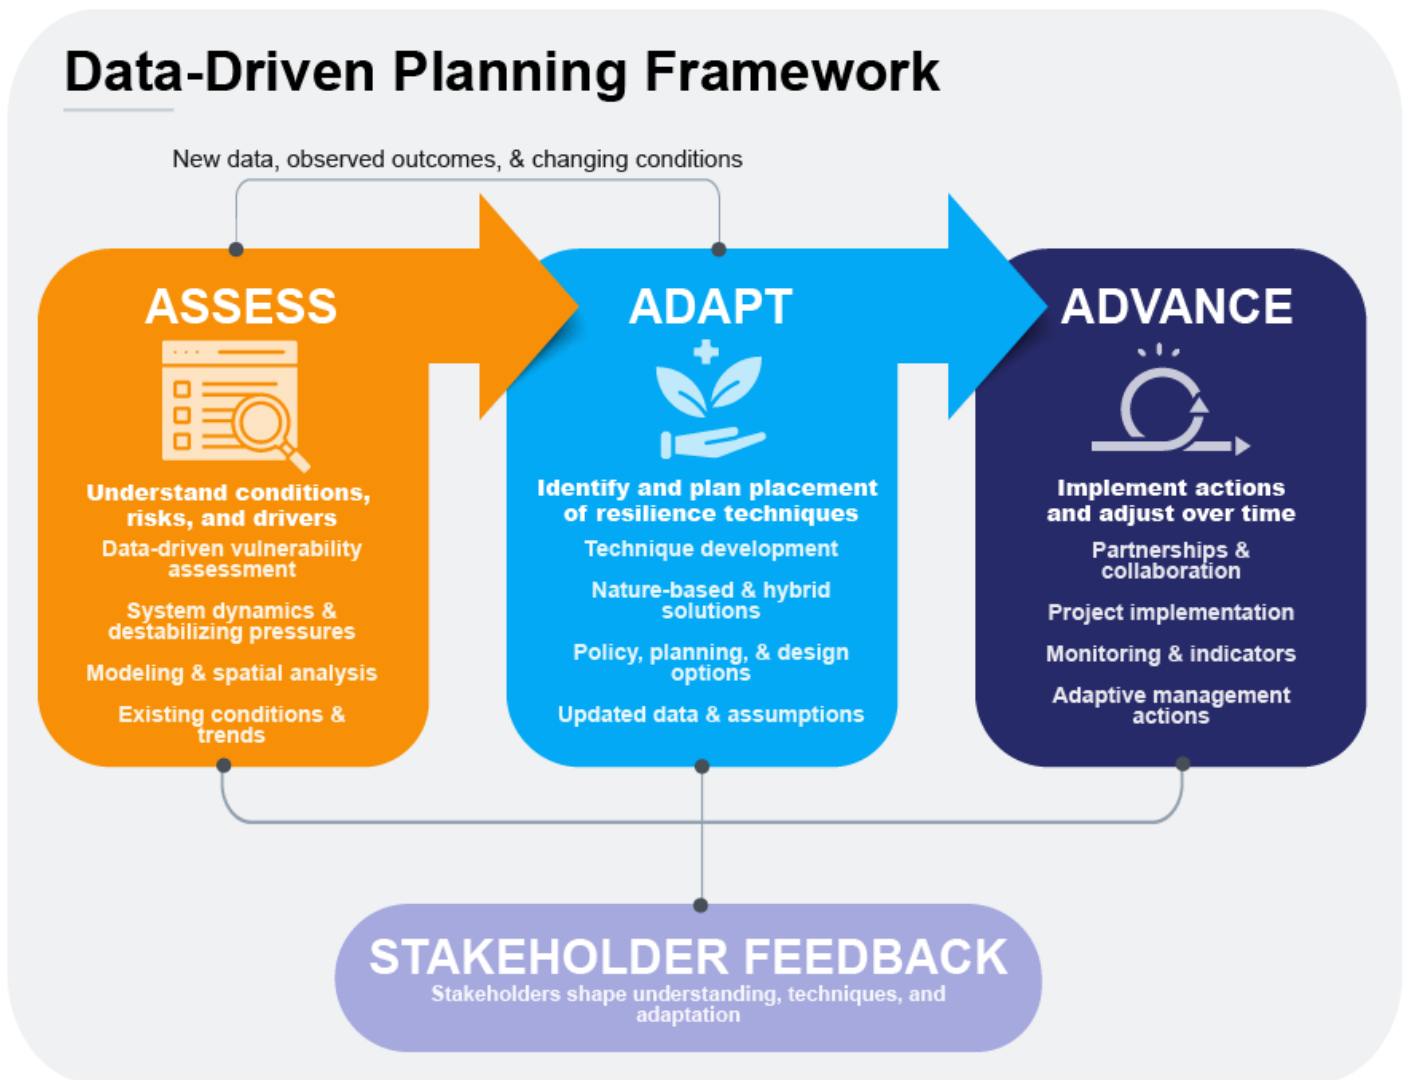 Data-Driven Planning Framework
New data, observed outcomes, & changing conditions
ASSESS
Understand conditions,
risks, and drivers
Data-driven vulnerability
assessment
System dynamics &
destabilizing pressures
Modeling & spatial analysis
Existing conditions &
trends
ADAPT
Identify and plan placement
of resilience techniques
Technique development
Nature-based & hybrid
solutions
Policy, planning, & design
options
Updated data & assumptions
ADVANCE
Implement actions
and adjust over time
Partnerships &
collaboration
Project implementation
Monitoring & indicators
Adaptive management
actions
STAKEHOLDER FEEDBACK
Stakeholders shape understanding, techniques, and
adaptation